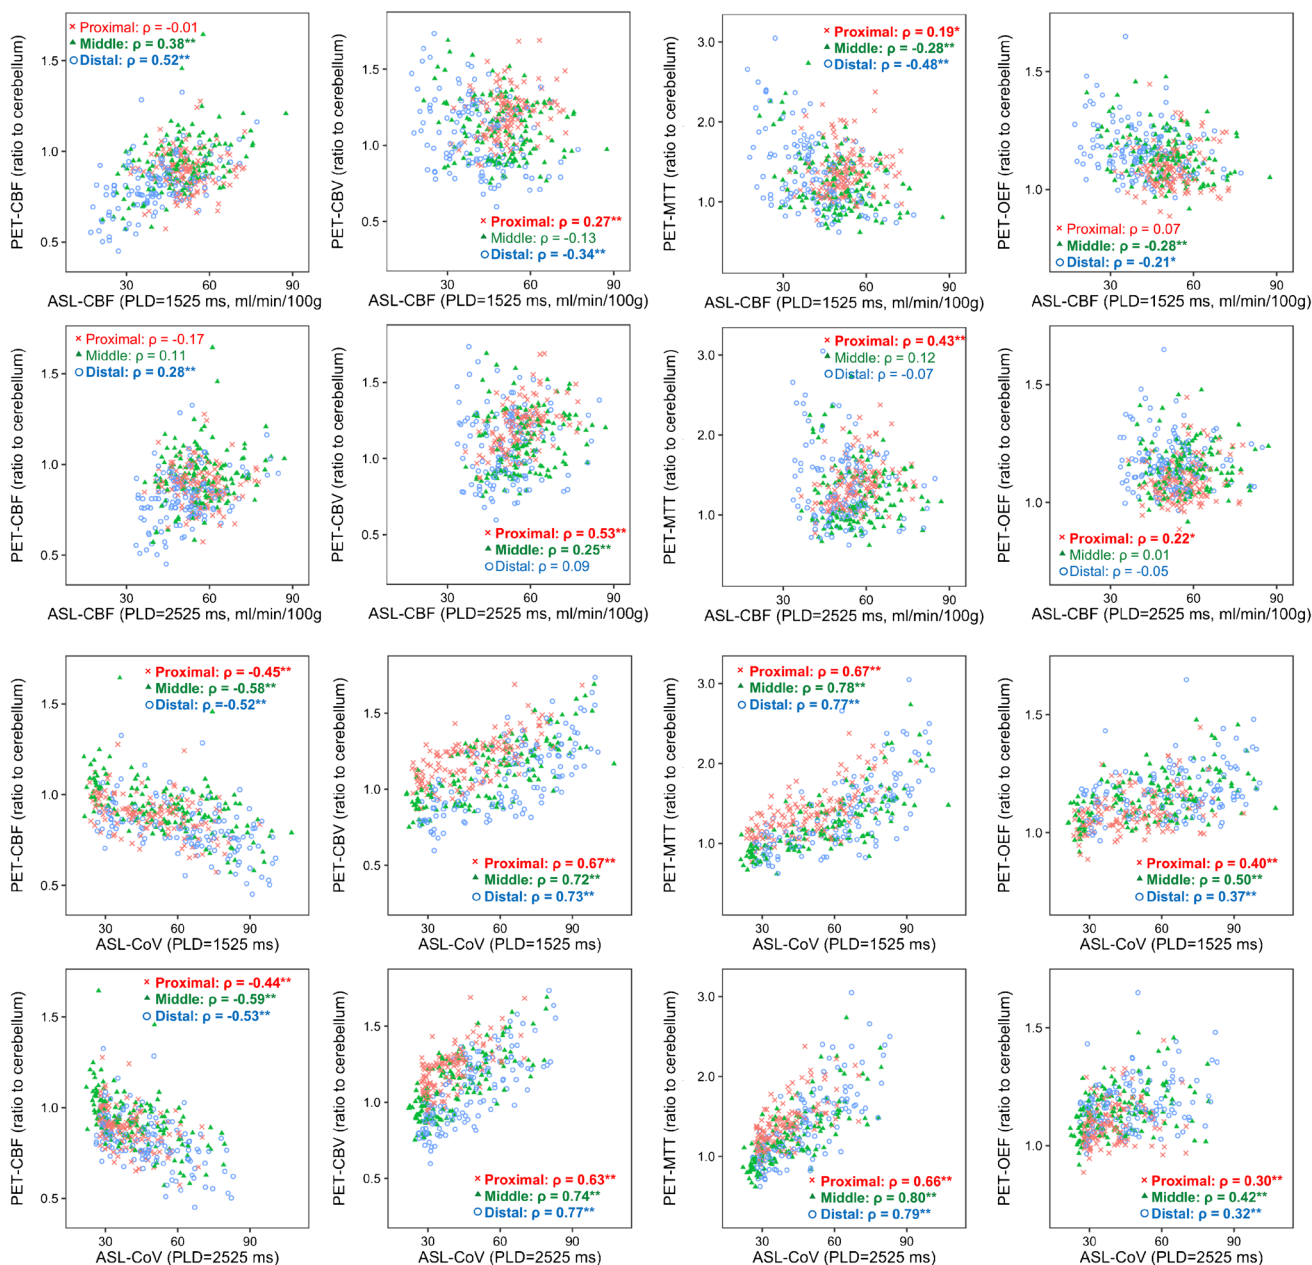 PET-CBF (ratio to cerebellum)
1.5
1.0
0.5
× Proximal: ρ = -0.01
▲ Middle: ρ = 0.38**
○ Distal: ρ = 0.52**
30 60 90
ASL-CBF (PLD=1525 ms, ml/min/100g)
PET-CBV (ratio to cerebellum)
1.5
1.0
0.5
× Proximal: ρ = 0.27**
▲ Middle: ρ = -0.13
○ Distal: ρ = -0.34**
30 60 90
ASL-CBF (PLD=1525 ms, ml/min/100g)
PET-MTT (ratio to cerebellum)
3.0
2.0
1.0
× Proximal: ρ = 0.19*
▲ Middle: ρ = -0.28**
○ Distal: ρ = -0.48**
30 60 90
ASL-CBF (PLD=1525 ms, ml/min/100g)
PET-OEF (ratio to cerebellum)
1.5
1.0
× Proximal: ρ = 0.07
▲ Middle: ρ = -0.28**
○ Distal: ρ = -0.21*
30 60 90
ASL-CBF (PLD=1525 ms, ml/min/100g)
PET-CBF (ratio to cerebellum)
1.5
1.0
0.5
× Proximal: ρ = -0.17
▲ Middle: ρ = 0.11
○ Distal: ρ = 0.28**
30 60 90
ASL-CBF (PLD=2525 ms, ml/min/100g)
PET-CBV (ratio to cerebellum)
1.5
1.0
0.5
× Proximal: ρ = 0.53**
▲ Middle: ρ = 0.25**
○ Distal: ρ = 0.09
30 60 90
ASL-CBF (PLD=2525 ms, ml/min/100g)
PET-MTT (ratio to cerebellum)
3.0
2.0
1.0
× Proximal: ρ = 0.43**
▲ Middle: ρ = 0.12
○ Distal: ρ = -0.07
30 60 90
ASL-CBF (PLD=2525 ms, ml/min/100g)
PET-OEF (ratio to cerebellum)
1.5
1.0
× Proximal: ρ = 0.22*
▲ Middle: ρ = 0.01
○ Distal: ρ = -0.05
30 60 90
ASL-CBF (PLD=2525 ms, ml/min/100g)
PET-CBF (ratio to cerebellum)
1.5
1.0
0.5
× Proximal: ρ = -0.45**
▲ Middle: ρ = -0.58**
○ Distal: ρ =-0.52**
30 60 90
ASL-CoV (PLD=1525 ms)
PET-CBV (ratio to cerebellum)
1.5
1.0
0.5
× Proximal: ρ = 0.67**
▲ Middle: ρ = 0.72**
○ Distal: ρ = 0.73**
30 60 90
ASL-CoV (PLD=1525 ms)
PET-MTT (ratio to cerebellum)
3.0
2.0
1.0
× Proximal: ρ = 0.67**
▲ Middle: ρ = 0.78**
○ Distal: ρ = 0.77**
30 60 90
ASL-CoV (PLD=1525 ms)
PET-OEF (ratio to cerebellum)
1.5
1.0
× Proximal: ρ = 0.40**
▲ Middle: ρ = 0.50**
○ Distal: ρ = 0.37**
30 60 90
ASL-CoV (PLD=1525 ms)
PET-CBF (ratio to cerebellum)
1.5
1.0
0.5
× Proximal: ρ = -0.44**
▲ Middle: ρ = -0.59**
○ Distal: ρ = -0.53**
30 60 90
ASL-CoV (PLD=2525 ms)
PET-CBV (ratio to cerebellum)
1.5
1.0
0.5
× Proximal: ρ = 0.63**
▲ Middle: ρ = 0.74**
○ Distal: ρ = 0.77**
30 60 90
ASL-CoV (PLD=2525 ms)
PET-MTT (ratio to cerebellum)
3.0
2.0
1.0
× Proximal: ρ = 0.66**
▲ Middle: ρ = 0.80**
○ Distal: ρ = 0.79**
30 60 90
ASL-CoV (PLD=2525 ms)
PET-OEF (ratio to cerebellum)
1.5
1.0
× Proximal: ρ = 0.30**
▲ Middle: ρ = 0.42**
○ Distal: ρ = 0.32**
30 60 90
ASL-CoV (PLD=2525 ms)